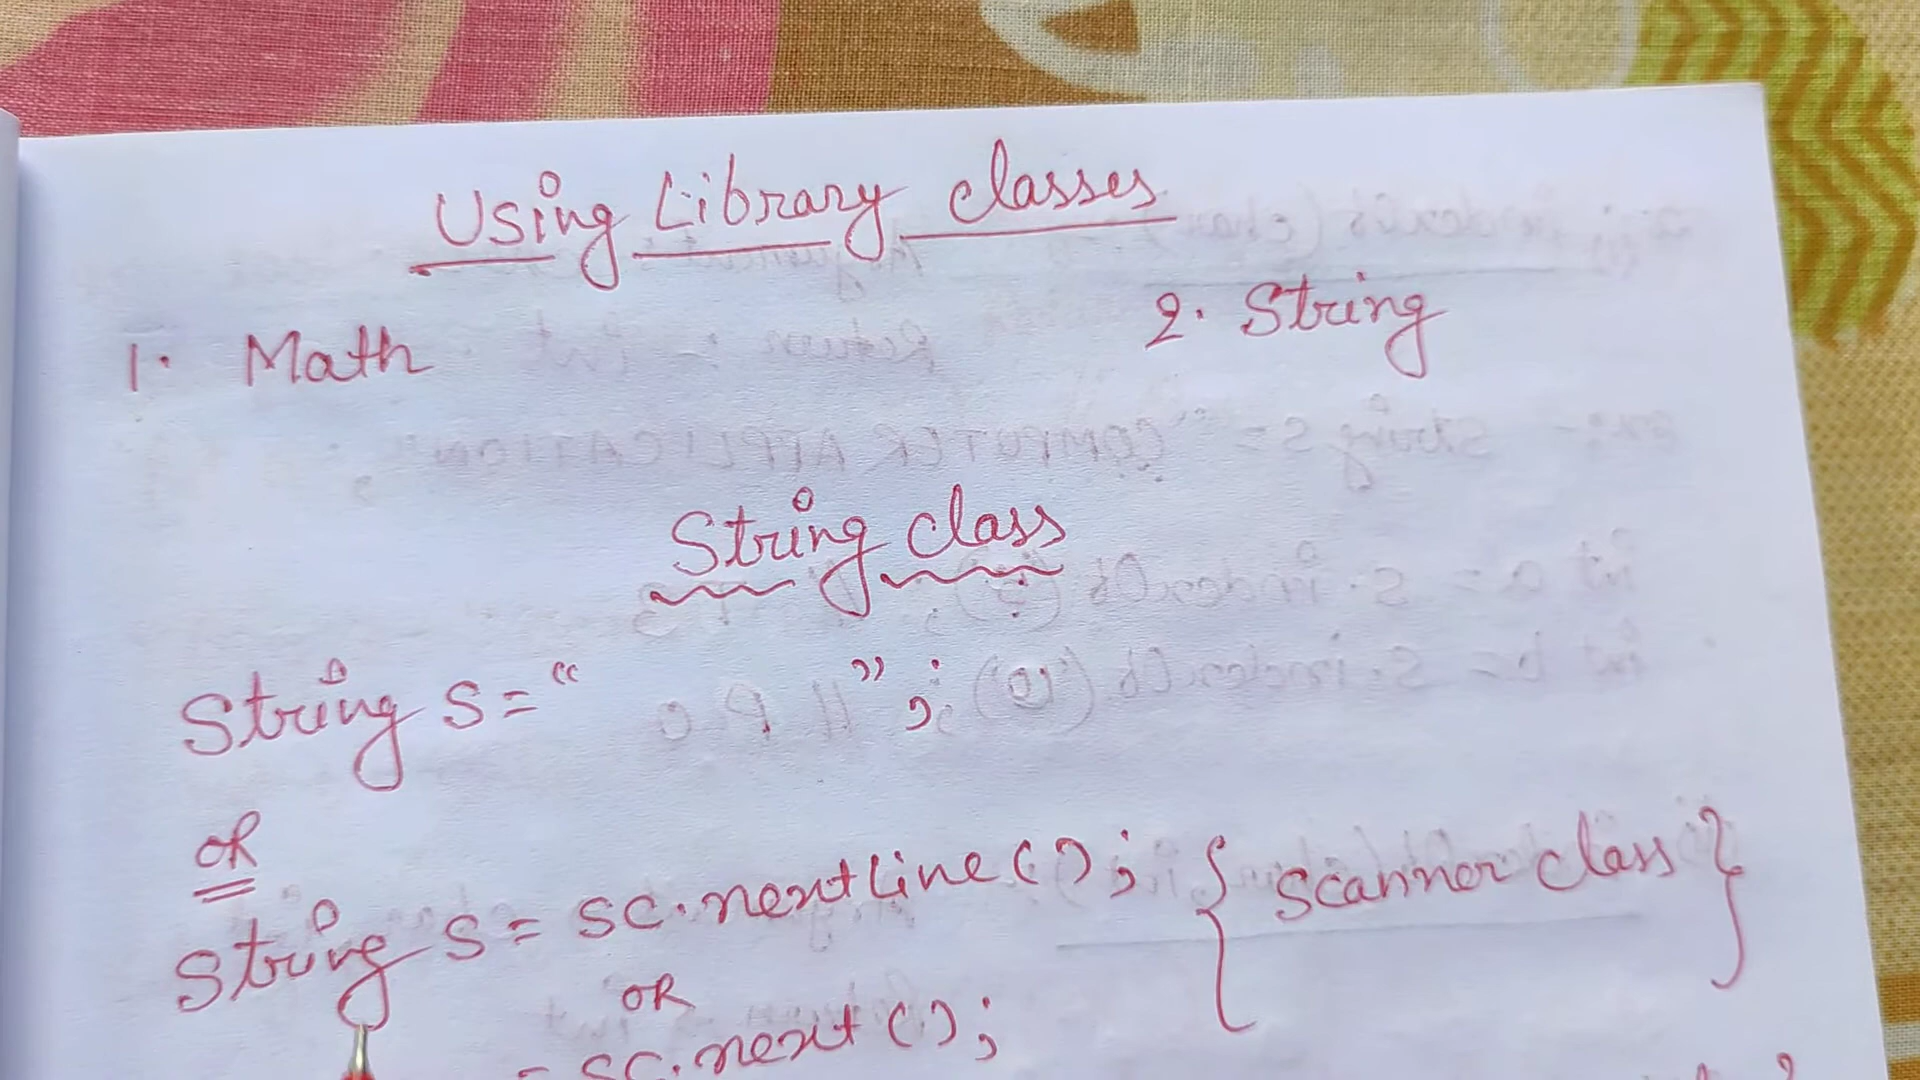 Using Library classes
1. Math 2. String
String class
String s = “ ”;
OR
String s = sc.nextLine(); { Scanner class }
OR
= sc.next();